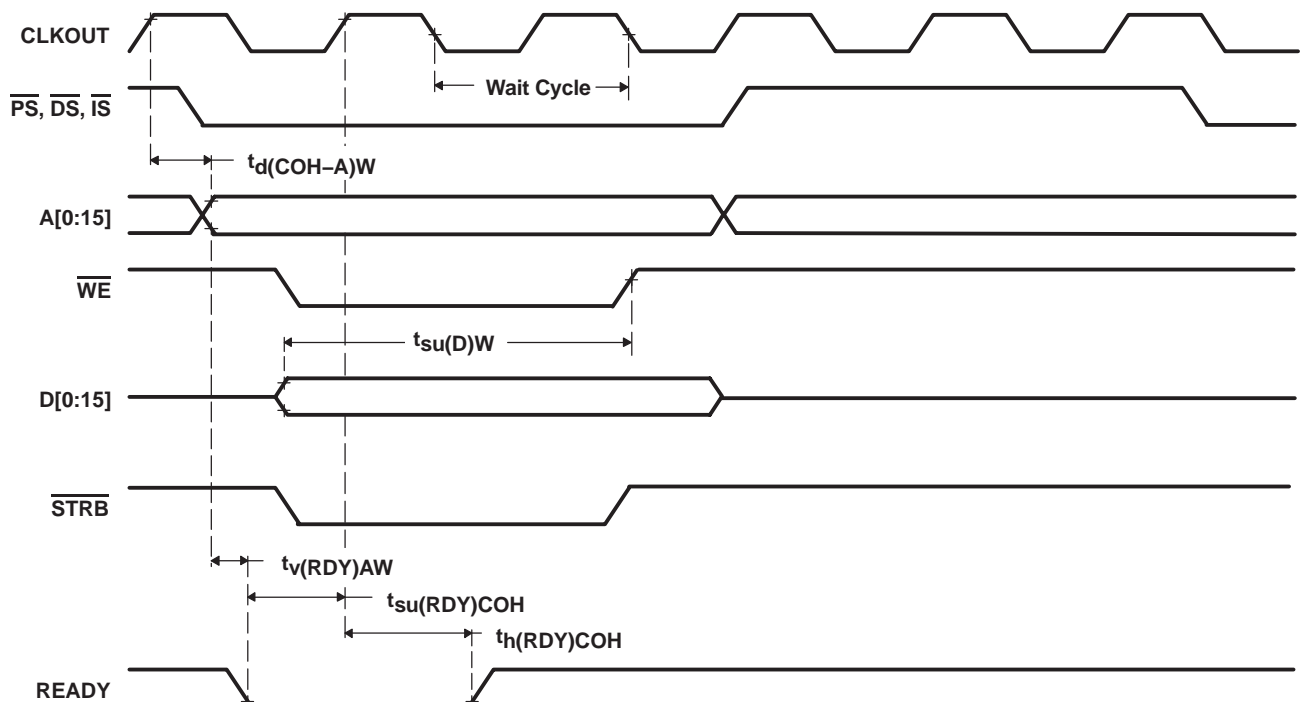 CLKOUT
Wait Cycle
PS, DS, IS
td(COH−A)W
A[0:15]
WE
tsu(D)W
D[0:15]
STRB
tv(RDY)AW
tsu(RDY)COH
th(RDY)COH
READY